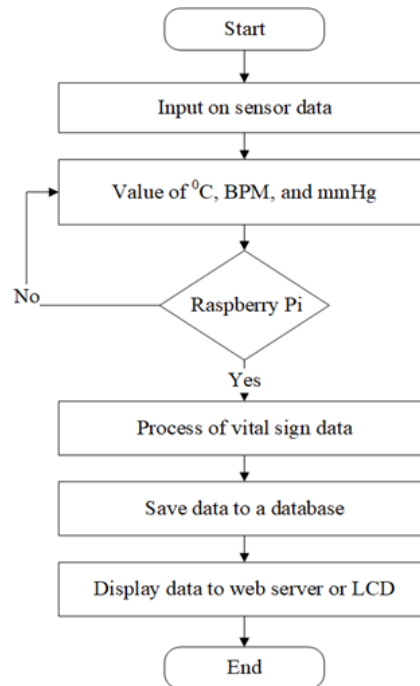 Start
Input on sensor data
Value of ⁰C, BPM, and mmHg
No
Raspberry Pi
Yes
Process of vital sign data
Save data to a database
Display data to web server or LCD
End